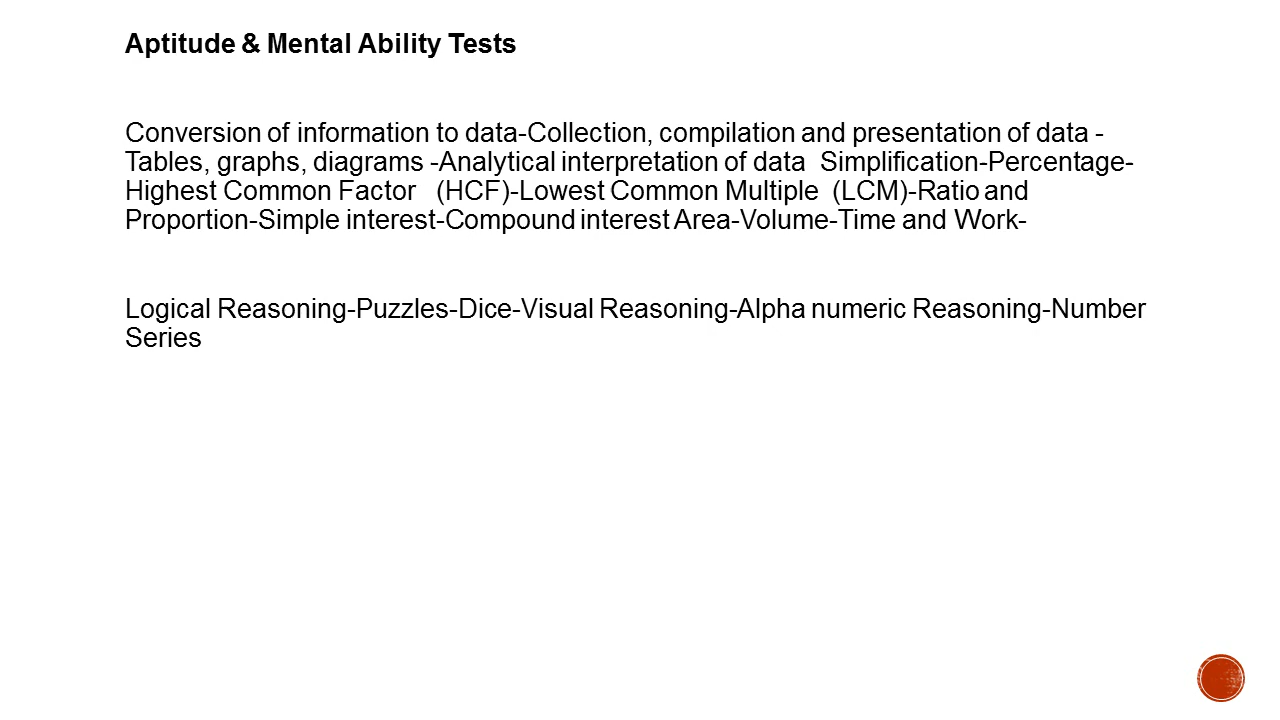 Aptitude & Mental Ability Tests
Conversion of information to data-Collection, compilation and presentation of data -
Tables, graphs, diagrams -Analytical interpretation of data  Simplification-Percentage-
Highest Common Factor   (HCF)-Lowest Common Multiple  (LCM)-Ratio and
Proportion-Simple interest-Compound interest Area-Volume-Time and Work-
Logical Reasoning-Puzzles-Dice-Visual Reasoning-Alpha numeric Reasoning-Number
Series